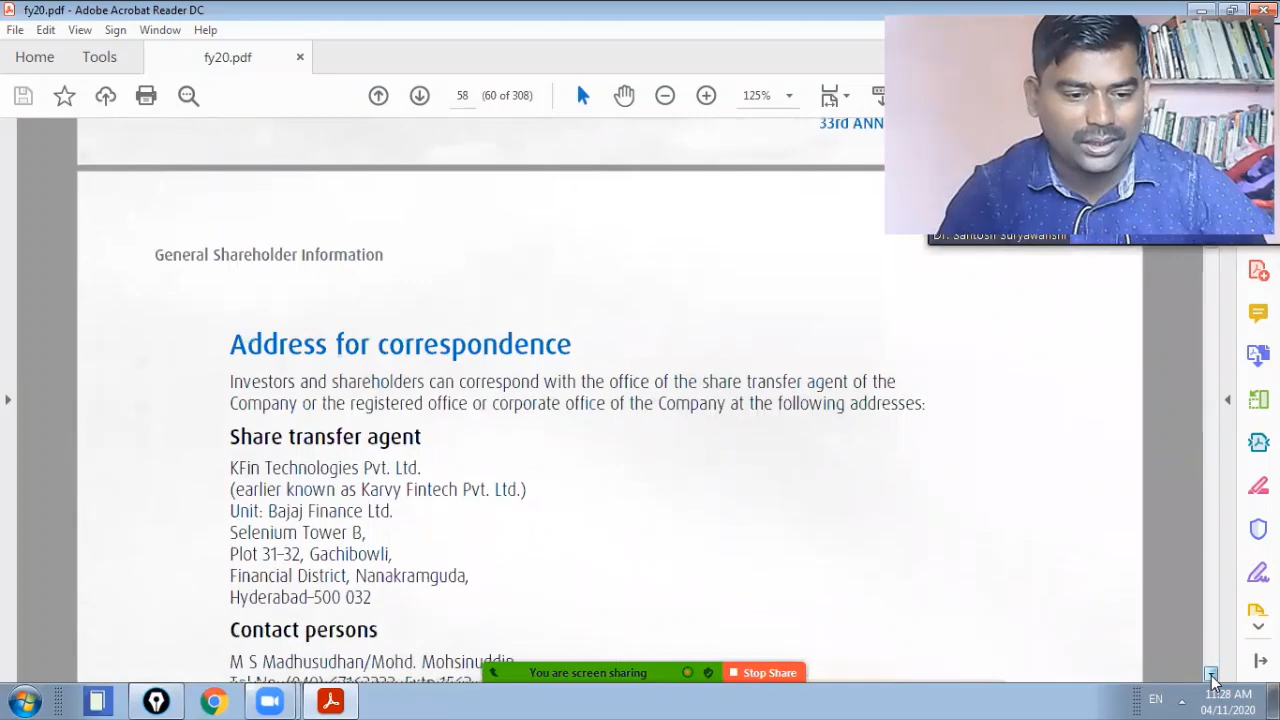 fy20.pdf - Adobe Acrobat Reader DC
File Edit View Sign Window Help
Home Tools fy20.pdf ×
58 (60 of 308) 125%
33rd ANN
Dr. Santosh Suryawanshi
General Shareholder Information
Address for correspondence
Investors and shareholders can correspond with the office of the share transfer agent of the
Company or the registered office or corporate office of the Company at the following addresses:
Share transfer agent
KFin Technologies Pvt. Ltd.
(earlier known as Karvy Fintech Pvt. Ltd.)
Unit: Bajaj Finance Ltd.
Selenium Tower B,
Plot 31–32, Gachibowli,
Financial District, Nanakramguda,
Hyderabad–500 032
Contact persons
M S Madhusudhan/Mohd. Mohsinuddin
You are screen sharing Stop Share
EN 11:28 AM
04/11/2020